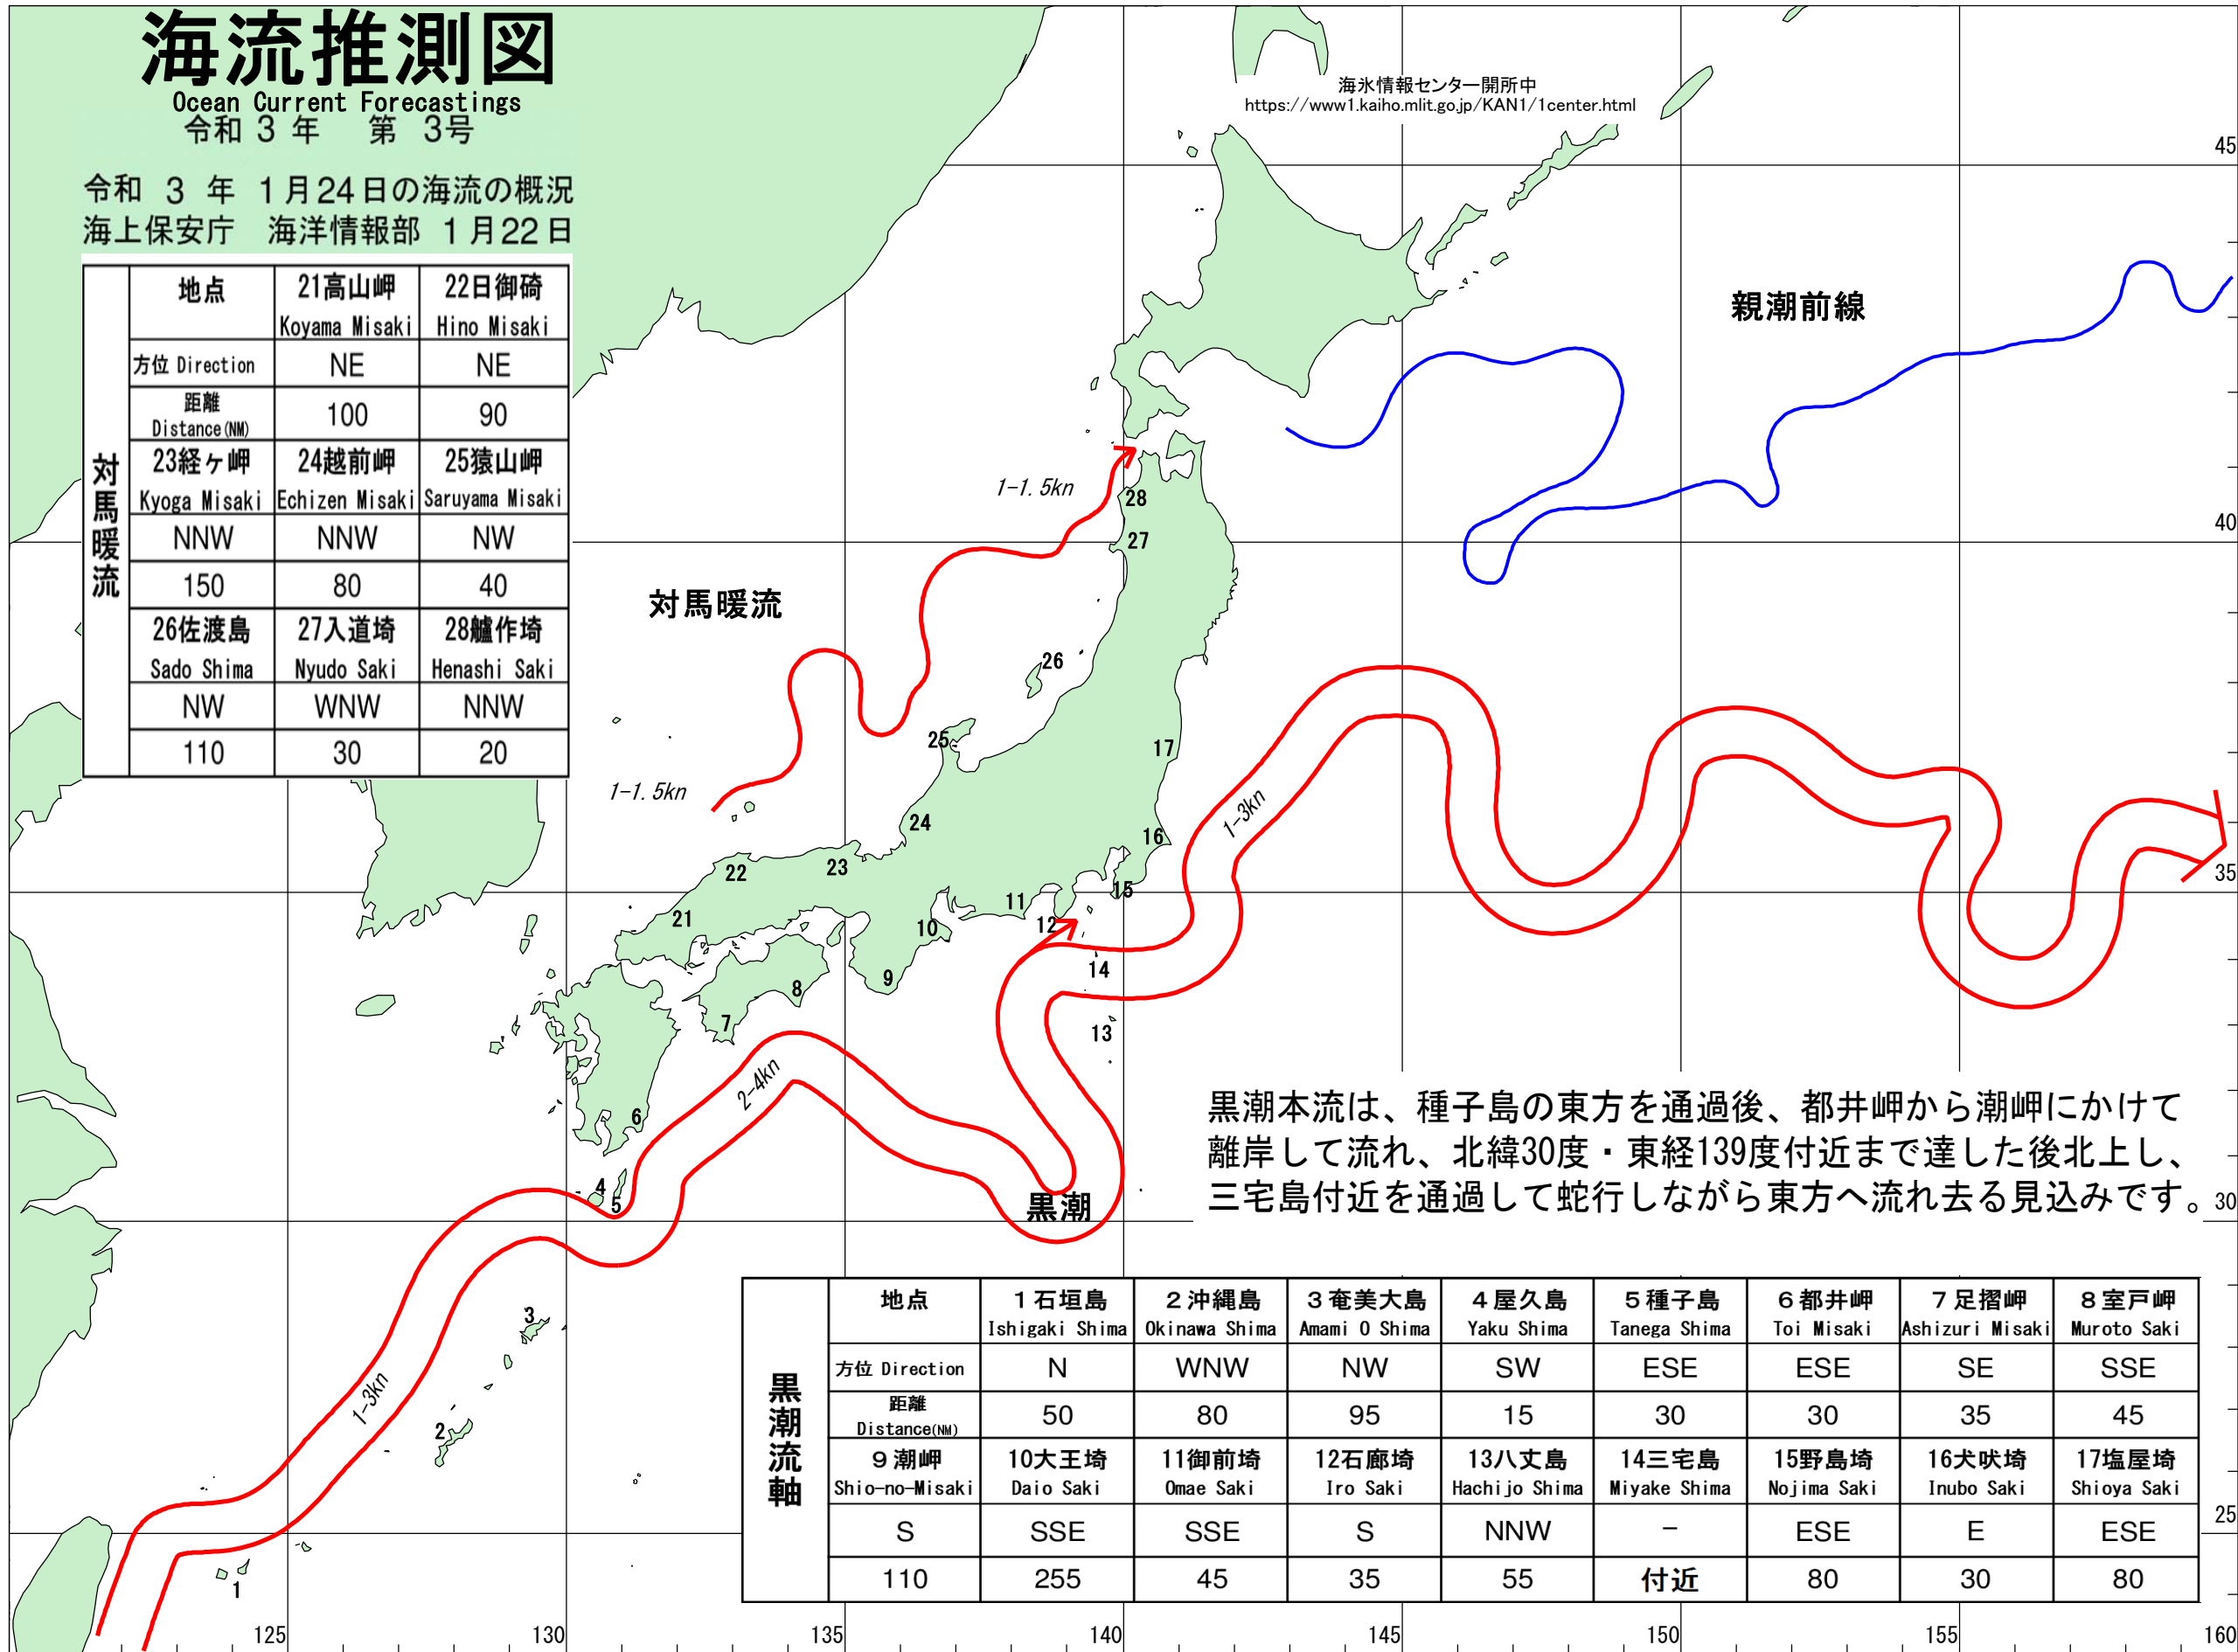 海流推測図
Ocean Current Forecastings
令和 3 年 第 3号
令和 3 年 1月24日の海流の概況
海上保安庁 海洋情報部 1月22日
対馬暖流
地点 21高山岬 22日御碕
Koyama Misaki Hino Misaki
方位 Direction NE NE
距離 Distance(NM) 100 90
23経ヶ岬 24越前岬 25猿山岬
Kyoga Misaki Echizen Misaki Saruyama Misaki
NNW NNW NW
150 80 40
26佐渡島 27入道埼 28艫作埼
Sado Shima Nyudo Saki Henashi Saki
NW WNW NNW
110 30 20
海氷情報センター開所中
https://www1.kaiho.mlit.go.jp/KAN1/1center.html
45
親潮前線
1-1.5kn
28
40
27
対馬暖流
26
25
17
1-1.5kn
1-3kn
24
16
22
23
35
15
11
21
12
10
14
9
8
7
13
2-4kn
6
黒潮本流は、種子島の東方を通過後、都井岬から潮岬にかけて
離岸して流れ、北緯30度・東経139度付近まで達した後北上し、
三宅島付近を通過して蛇行しながら東方へ流れ去る見込みです。
30
4
5
黒潮
3
1-3kn
2
1
25
黒潮流軸
地点 1石垣島 2沖縄島 3奄美大島 4屋久島 5種子島 6都井岬 7足摺岬 8室戸岬
Ishigaki Shima Okinawa Shima Amami O Shima Yaku Shima Tanega Shima Toi Misaki Ashizuri Misaki Muroto Saki
方位 Direction N WNW NW SW ESE ESE SE SSE
距離 Distance(NM) 50 80 95 15 30 30 35 45
9潮岬 10大王埼 11御前埼 12石廊埼 13八丈島 14三宅島 15野島埼 16犬吠埼 17塩屋埼
Shio-no-Misaki Daio Saki Omae Saki Iro Saki Hachijo Shima Miyake Shima Nojima Saki Inubo Saki Shioya Saki
S SSE SSE S NNW － ESE E ESE
110 255 45 35 55 付近 80 30 80
125 130 135 140 145 150 155 160